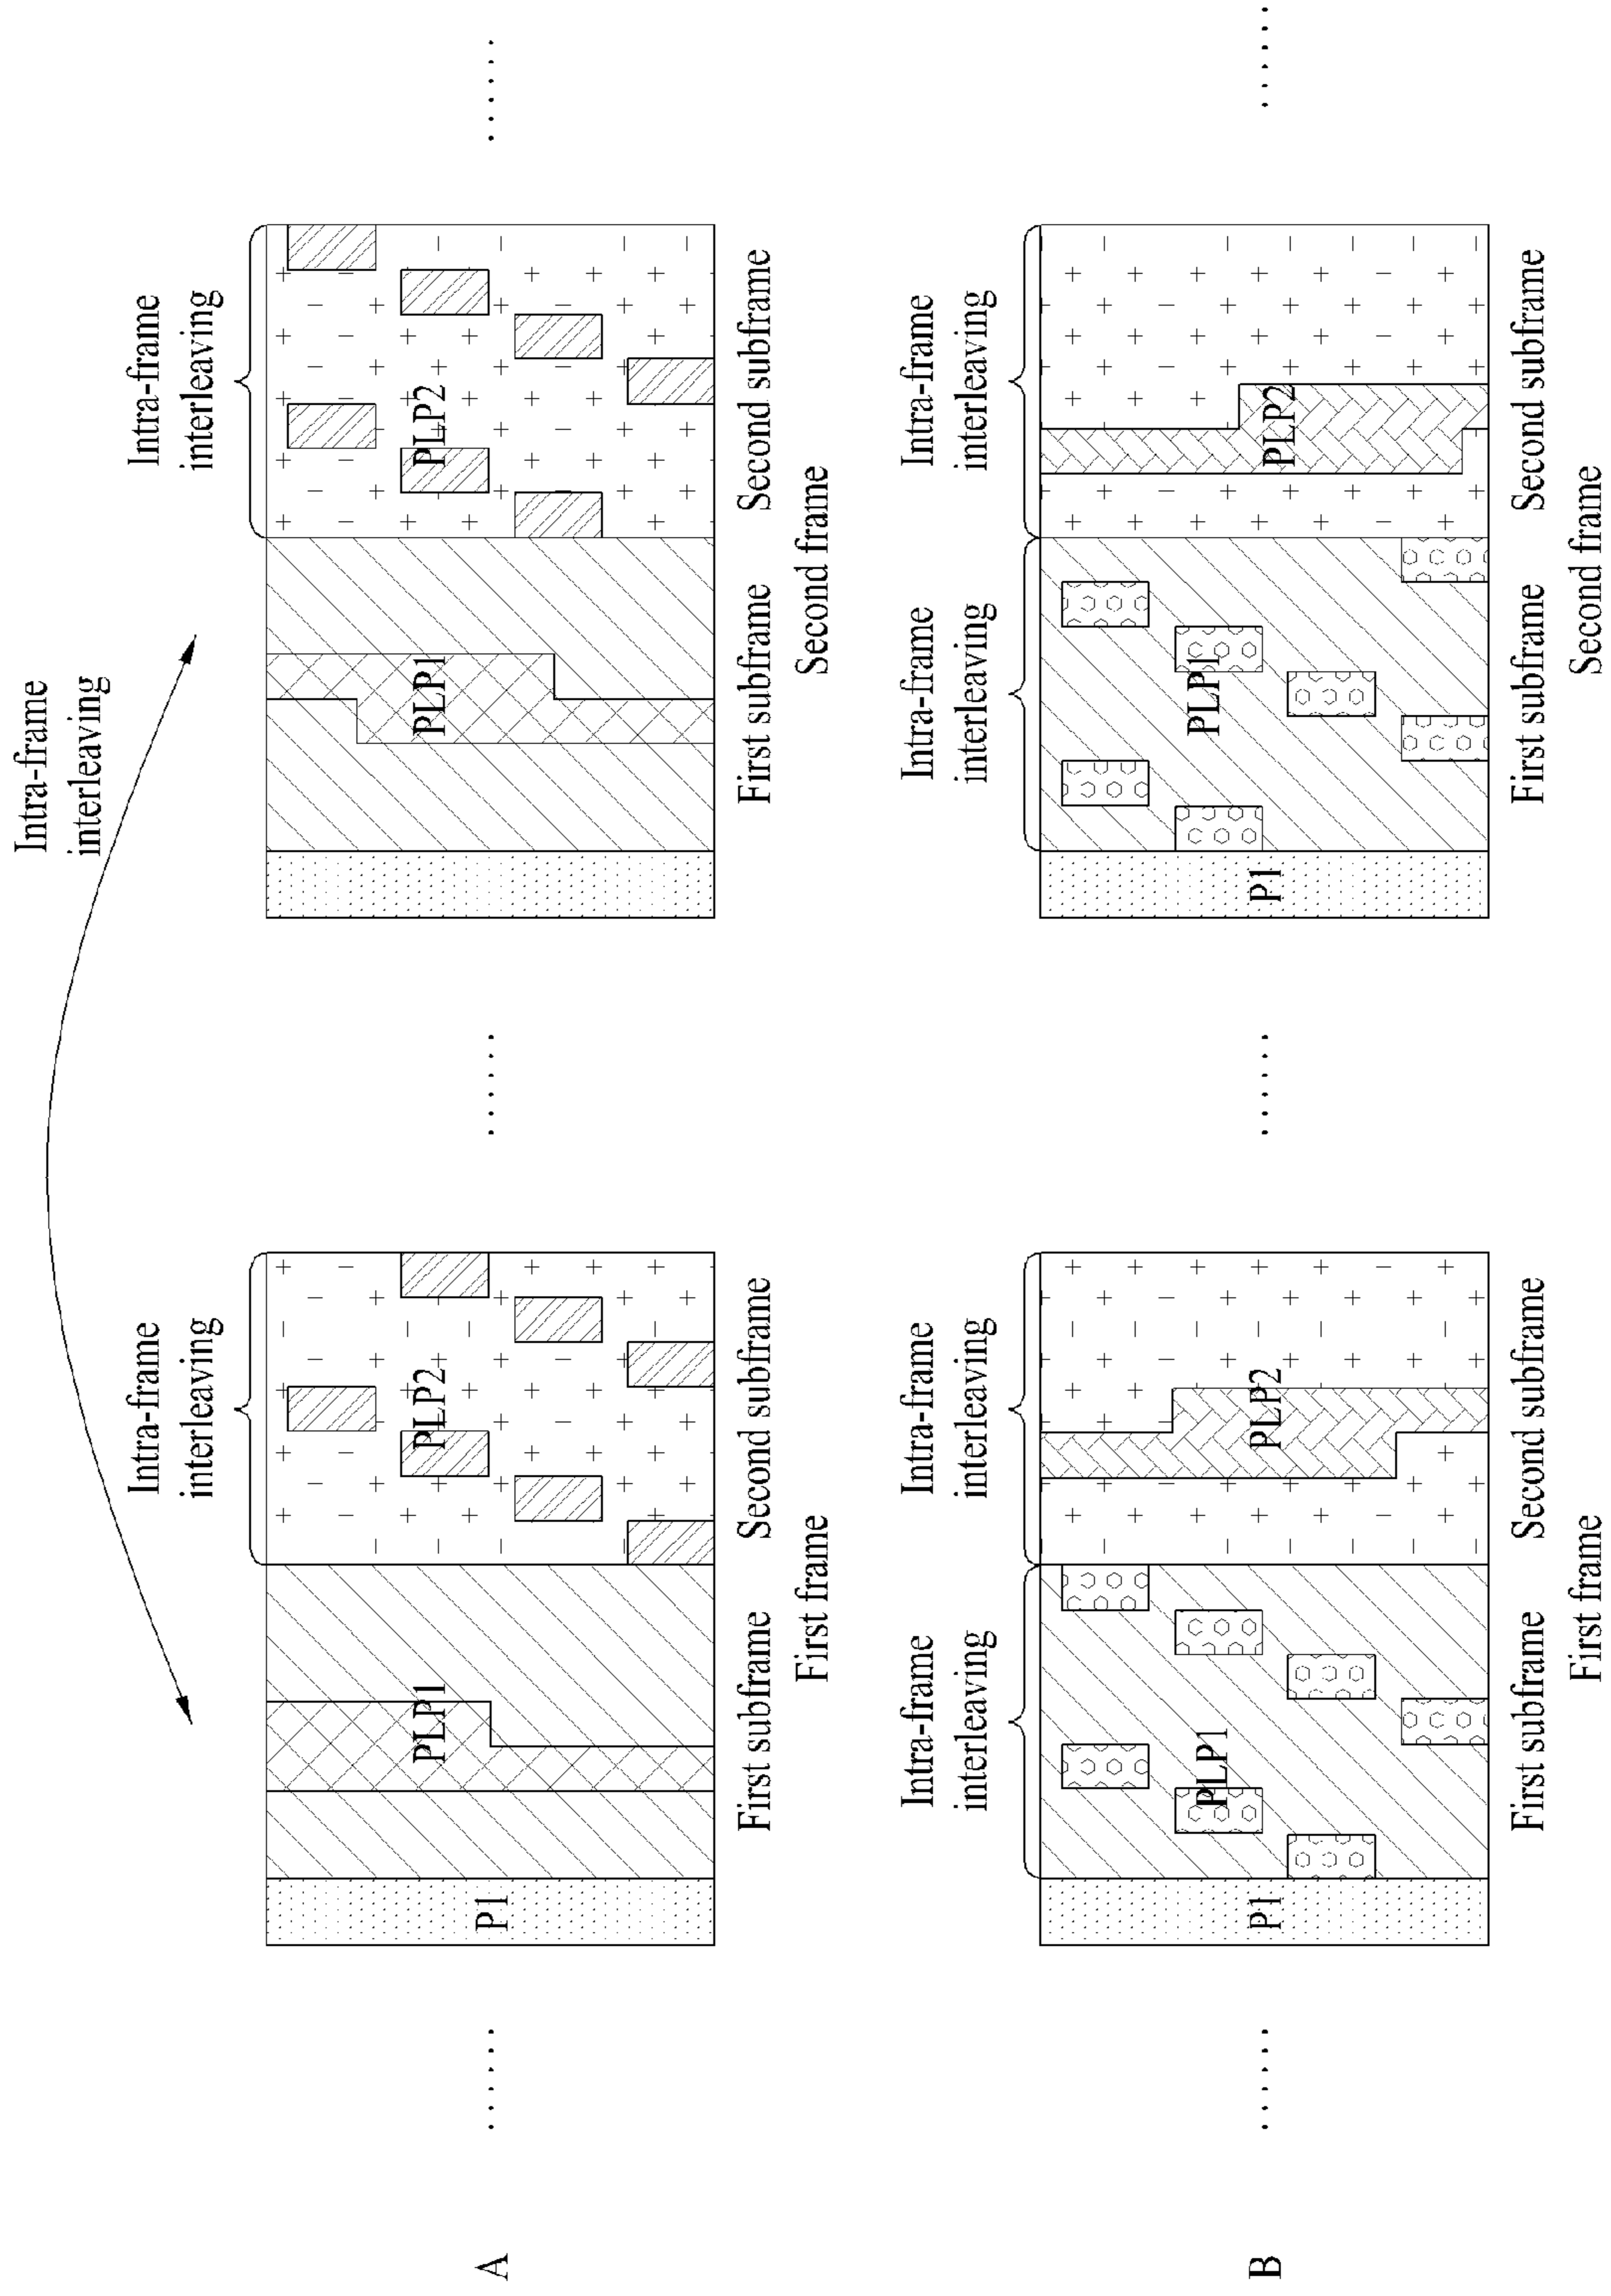 Intra-frame
interleaving
Intra-frame
interleaving
Intra-frame
interleaving
A
......
P1
PLP1
PLP2
......
PLP1
PLP2
......
First subframe
Second subframe
First subframe
Second subframe
First frame
Second frame
Intra-frame
interleaving
Intra-frame
interleaving
Intra-frame
interleaving
Intra-frame
interleaving
B
......
P1
PLP1
PLP2
......
P1
PLP1
PLP2
......
First subframe
Second subframe
First subframe
Second subframe
First frame
Second frame